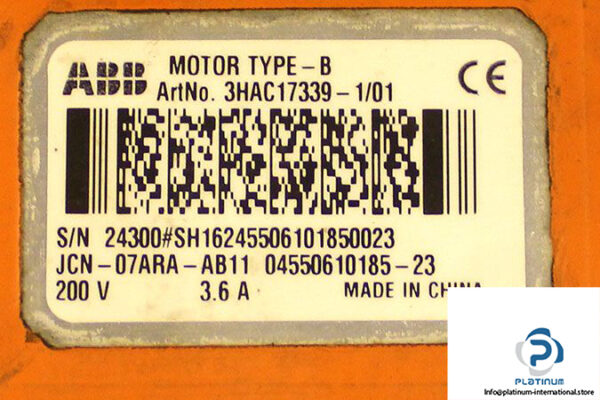 ABB
MOTOR TYPE-B
ArtNo. 3HAC17339-1/01
CE
S/N 24300#SH16245506101850023
JCN-07ARA-AB11 04550610185-23
200 V 3.6 A MADE IN CHINA
PLATINUM
Info@platinum-international.store